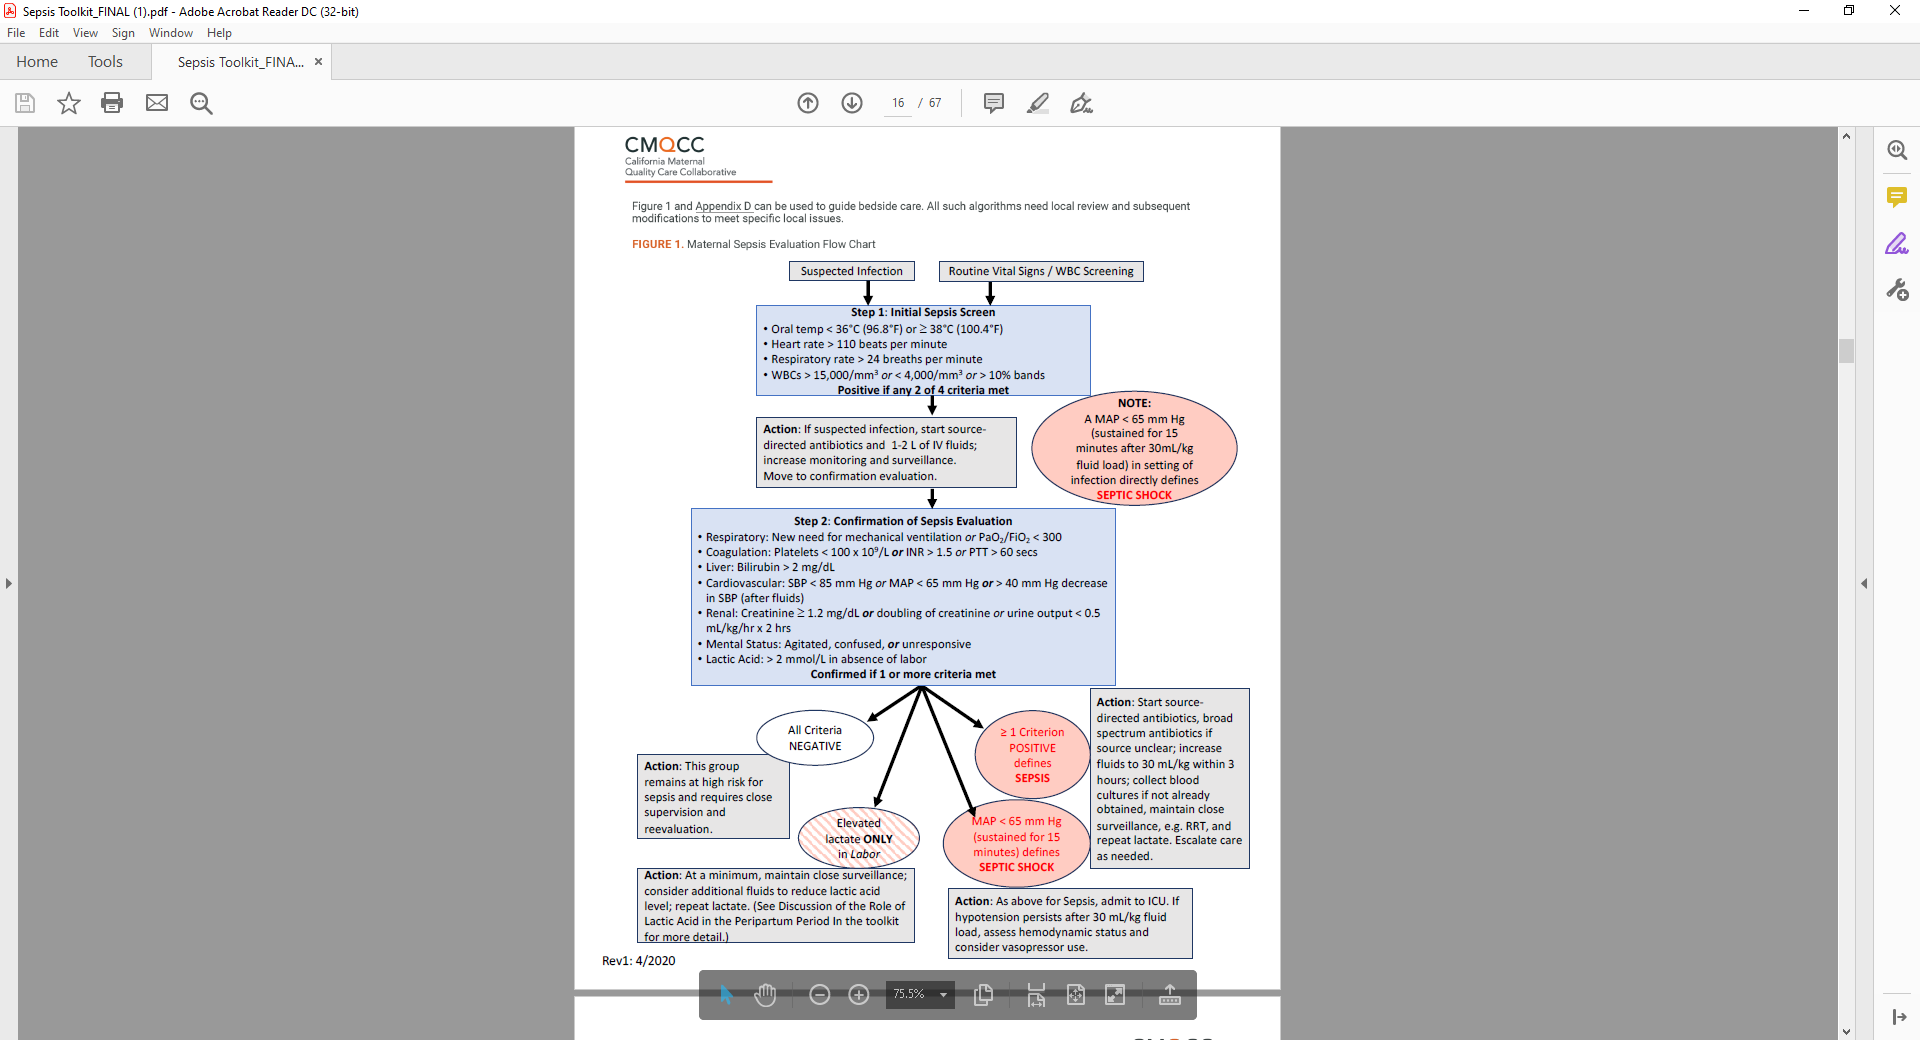 Sepsis Toolkit_FINAL (1).pdf - Adobe Acrobat Reader DC (32-bit)
File Edit View Sign Window Help
Home Tools Sepsis Toolkit_FINA... ×
16 / 67
CMQCC
California Maternal
Quality Care Collaborative
Figure 1 and Appendix D can be used to guide bedside care. All such algorithms need local review and subsequent
modifications to meet specific local issues.
FIGURE 1. Maternal Sepsis Evaluation Flow Chart
Suspected Infection
Routine Vital Signs / WBC Screening
Step 1: Initial Sepsis Screen
• Oral temp < 36°C (96.8°F) or ≥ 38°C (100.4°F)
• Heart rate > 110 beats per minute
• Respiratory rate > 24 breaths per minute
• WBCs > 15,000/mm³ or < 4,000/mm³ or > 10% bands
Positive if any 2 of 4 criteria met
Action: If suspected infection, start source-
directed antibiotics and 1-2 L of IV fluids;
increase monitoring and surveillance.
Move to confirmation evaluation.
NOTE:
A MAP < 65 mm Hg
(sustained for 15
minutes after 30mL/kg
fluid load) in setting of
infection directly defines
SEPTIC SHOCK
Step 2: Confirmation of Sepsis Evaluation
• Respiratory: New need for mechanical ventilation or PaO₂/FiO₂ < 300
• Coagulation: Platelets < 100 x 10⁹/L or INR > 1.5 or PTT > 60 secs
• Liver: Bilirubin > 2 mg/dL
• Cardiovascular: SBP < 85 mm Hg or MAP < 65 mm Hg or > 40 mm Hg decrease
in SBP (after fluids)
• Renal: Creatinine ≥ 1.2 mg/dL or doubling of creatinine or urine output < 0.5
mL/kg/hr x 2 hrs
• Mental Status: Agitated, confused, or unresponsive
• Lactic Acid: > 2 mmol/L in absence of labor
Confirmed if 1 or more criteria met
All Criteria
NEGATIVE
Action: This group
remains at high risk for
sepsis and requires close
supervision and
reevaluation.
Elevated
lactate ONLY
in Labor
Action: At a minimum, maintain close surveillance;
consider additional fluids to reduce lactic acid
level; repeat lactate. (See Discussion of the Role of
Lactic Acid in the Peripartum Period In the toolkit
for more detail.)
≥ 1 Criterion
POSITIVE
defines
SEPSIS
Action: Start source-
directed antibiotics, broad
spectrum antibiotics if
source unclear; increase
fluids to 30 mL/kg within 3
hours; collect blood
cultures if not already
obtained, maintain close
surveillance, e.g. RRT, and
repeat lactate. Escalate care
as needed.
MAP < 65 mm Hg
(sustained for 15
minutes) defines
SEPTIC SHOCK
Action: As above for Sepsis, admit to ICU. If
hypotension persists after 30 mL/kg fluid
load, assess hemodynamic status and
consider vasopressor use.
Rev1: 4/2020
75.5%